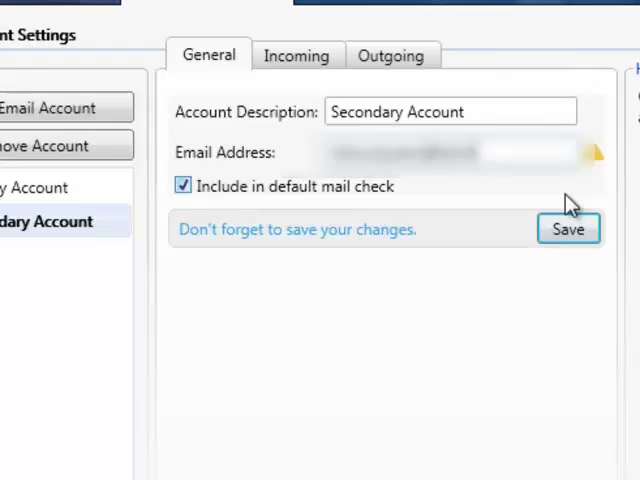 nt Settings
General Incoming Outgoing
Email Account
Account Description: Secondary Account
ove Account
Email Address:
y Account
Include in default mail check
dary Account
Don't forget to save your changes. Save